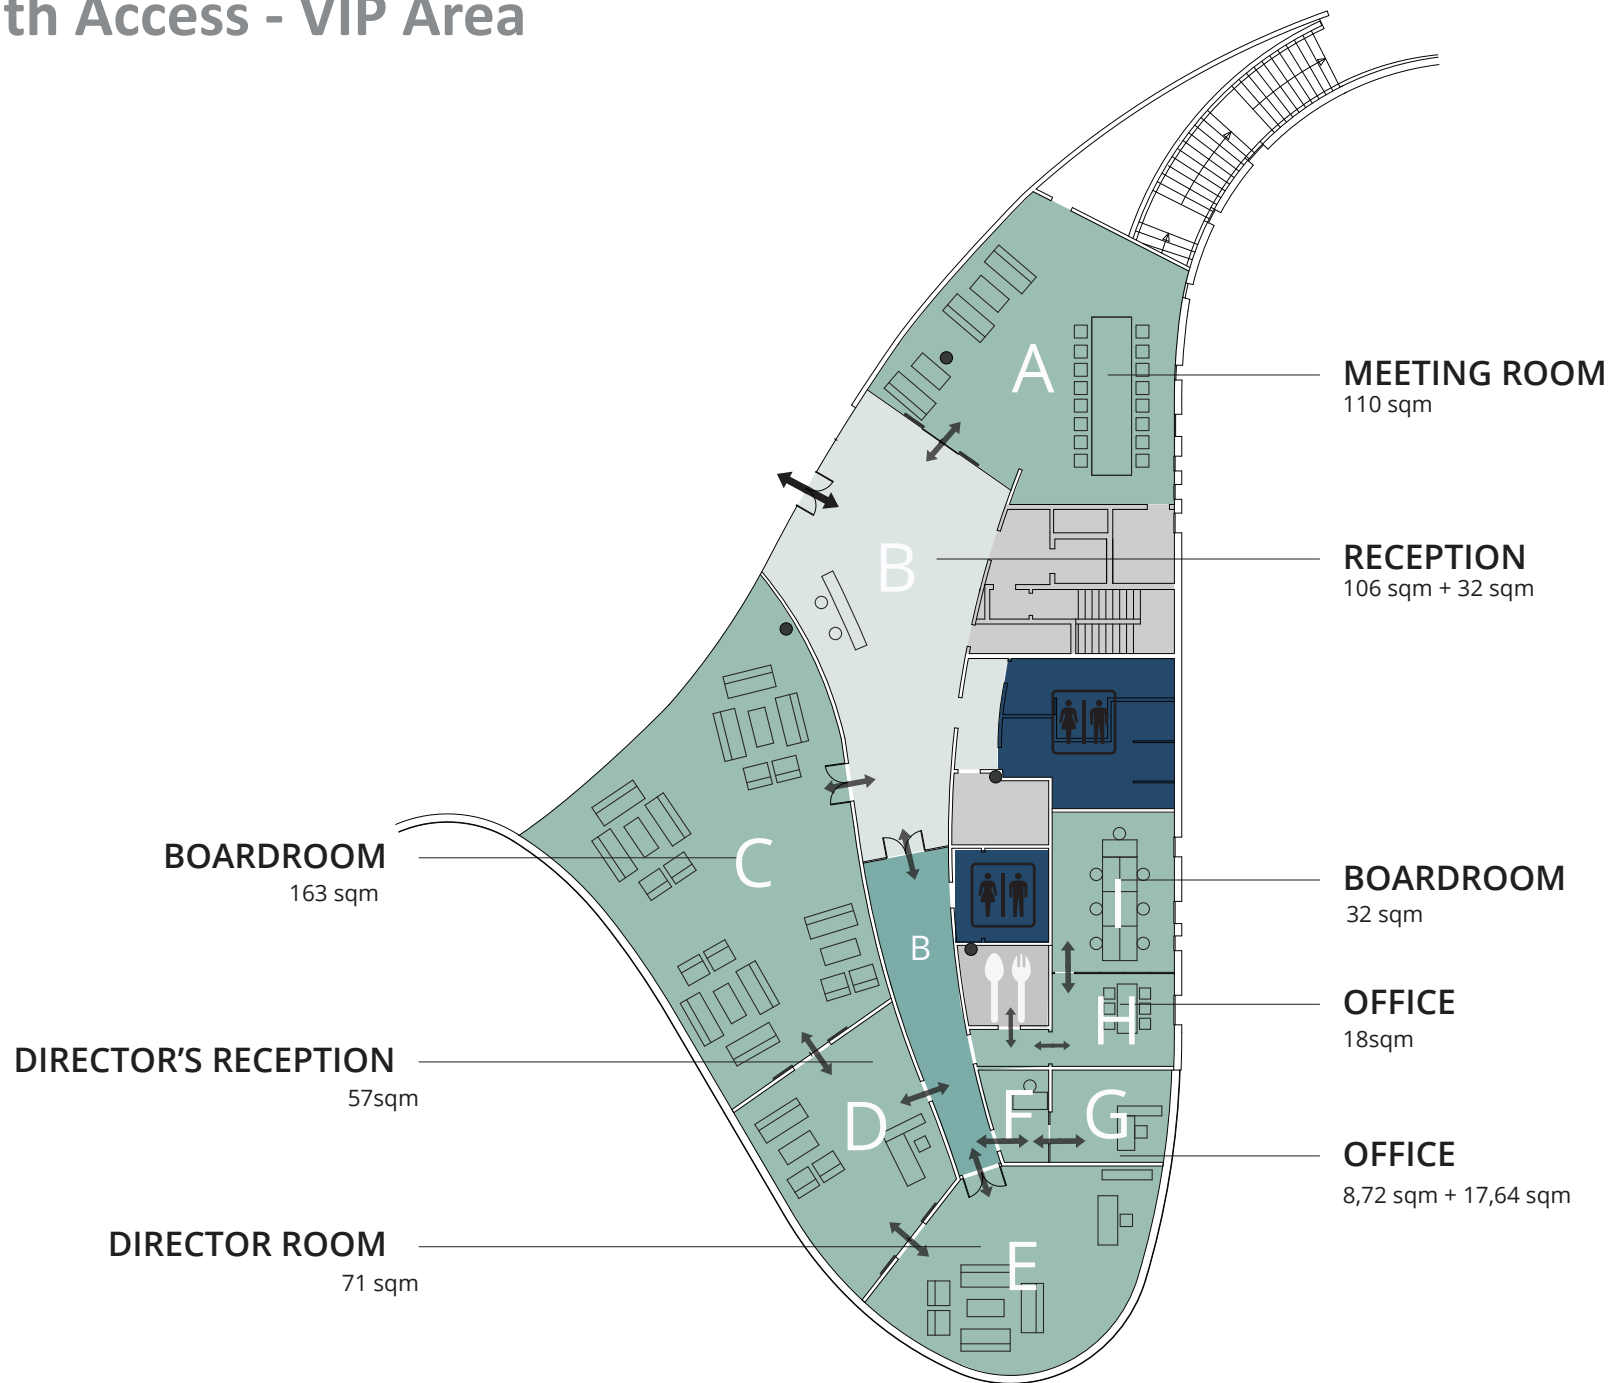 th Access - VIP Area
A
MEETING ROOM
110 sqm
B
RECEPTION
106 sqm + 32 sqm
C
BOARDROOM
163 sqm
I
BOARDROOM
32 sqm
B
H
OFFICE
18sqm
DIRECTOR’S RECEPTION
57sqm
D
F
G
OFFICE
8,72 sqm + 17,64 sqm
DIRECTOR ROOM
71 sqm
E